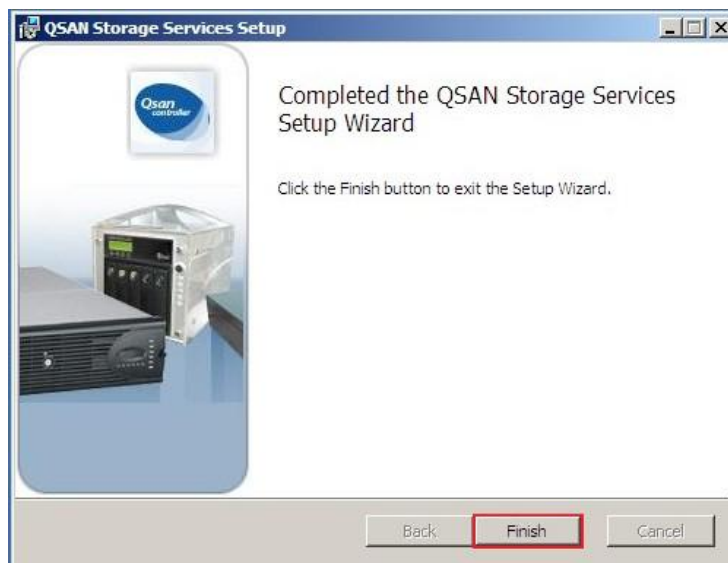 QSAN Storage Services Setup
Qsan
controller
Completed the QSAN Storage Services
Setup Wizard
Click the Finish button to exit the Setup Wizard.
Back
Finish
Cancel